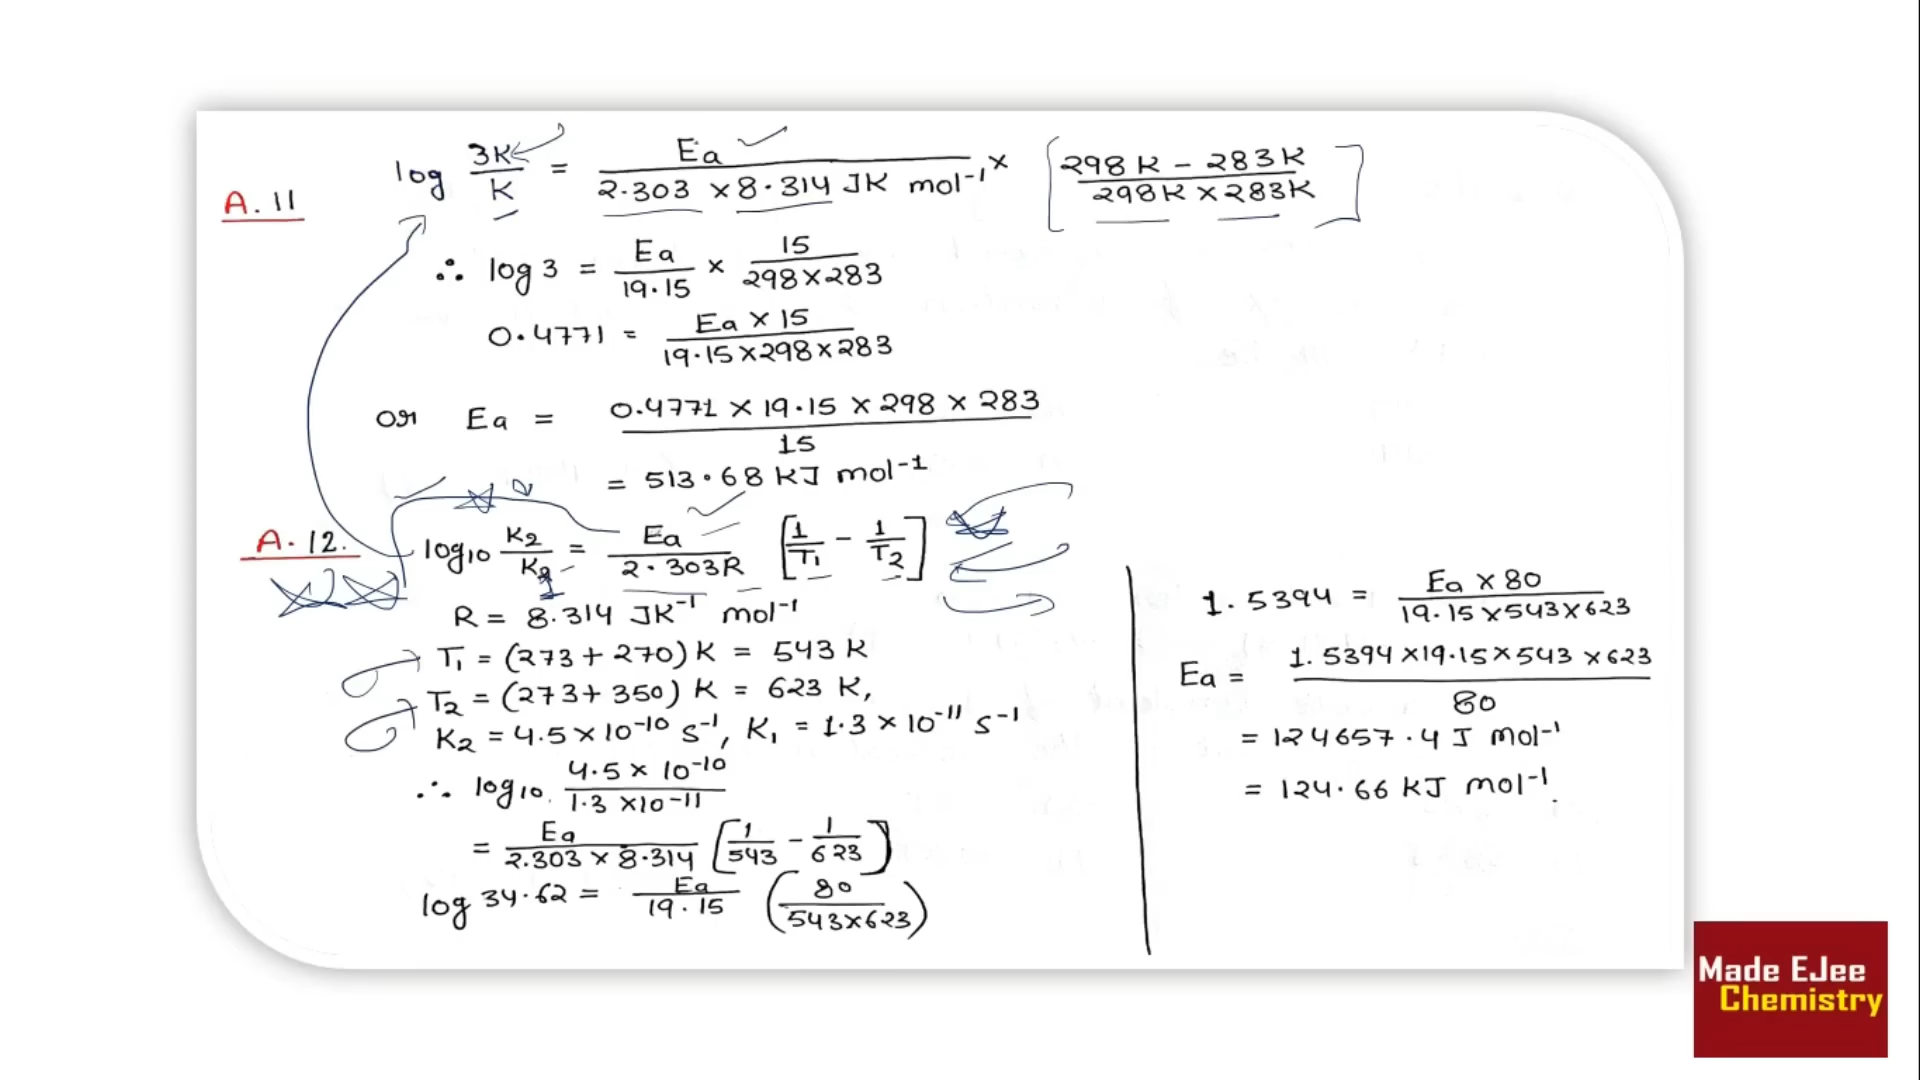 A.11
log 3K/K = Ea / 2.303 × 8.314 JK mol⁻¹ × [298K − 283K / 298K × 283K]
∴ log 3 = Ea / 19.15 × 15 / 298×283
0.4771 = Ea × 15 / 19.15×298×283
or Ea = 0.4771 × 19.15 × 298 × 283 / 15
= 513.68 KJ mol⁻¹
A.12. log10 K2/K1 = Ea / 2.303R [1/T1 − 1/T2]
R = 8.314 JK⁻¹ mol⁻¹
T1 = (273+270)K = 543 K
T2 = (273+350) K = 623 K,
K2 = 4.5×10⁻¹⁰ S⁻¹, K1 = 1.3×10⁻¹¹ S⁻¹
∴ log10 4.5×10⁻¹⁰ / 1.3×10⁻¹¹
= Ea / 2.303×8.314 [1/543 − 1/623]
log 34.62 = Ea / 19.15 (80 / 543×623)
1.5394 = Ea × 80 / 19.15×543×623
Ea = 1.5394×19.15×543×623 / 80
= 124657.4 J mol⁻¹
= 124.66 KJ mol⁻¹.
Made EJee
Chemistry